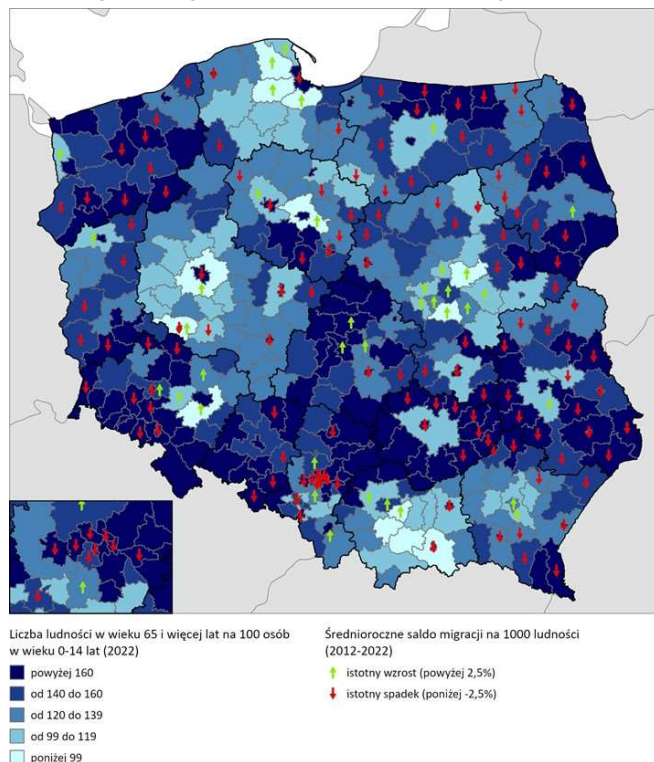 Liczba ludności w wieku 65 i więcej lat na 100 osób
w wieku 0-14 lat (2022)
powyżej 160
od 140 do 160
od 120 do 139
od 99 do 119
poniżej 99
Średnioroczne saldo migracji na 1000 ludności
(2012-2022)
istotny wzrost (powyżej 2,5%)
istotny spadek (poniżej -2,5%)